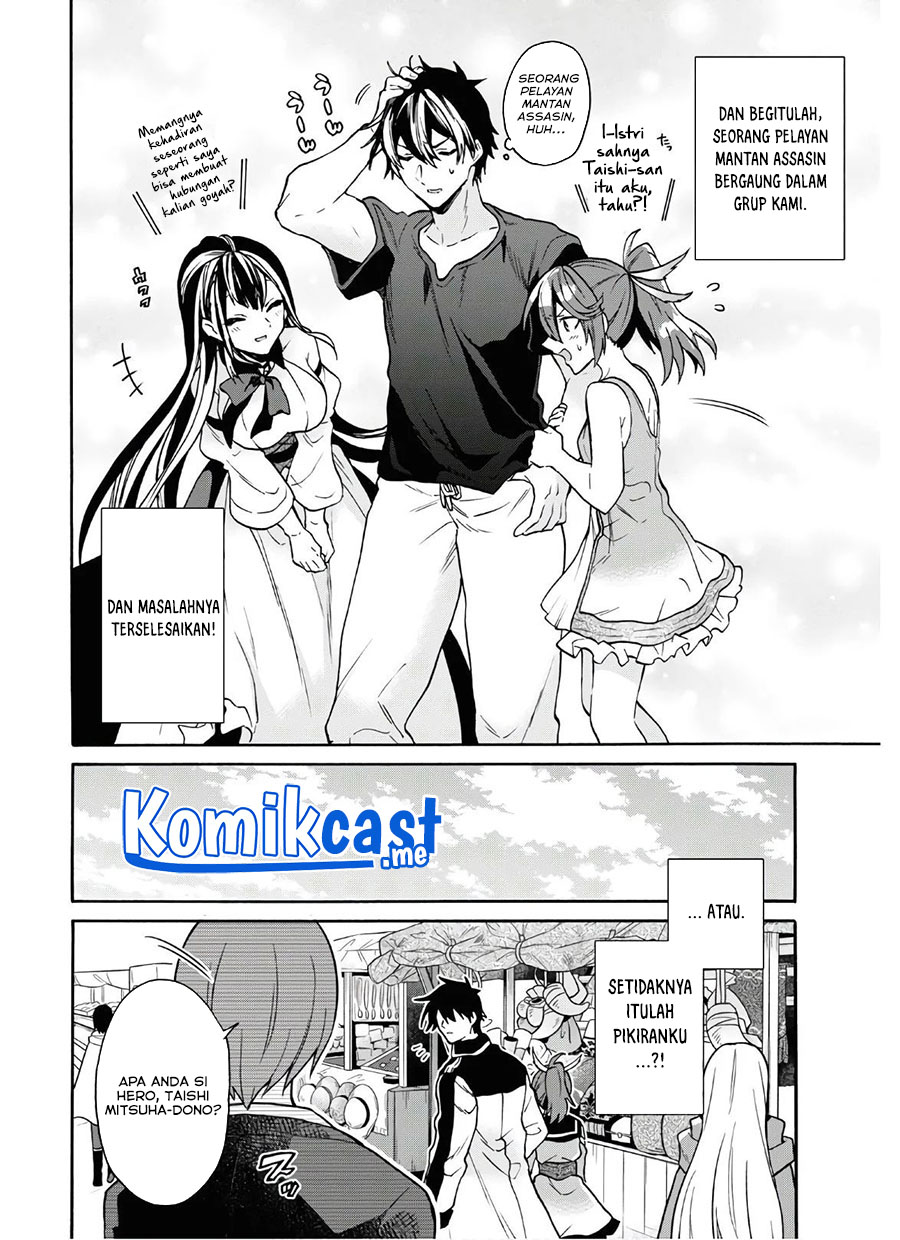 DAN BEGITULAH,
SEORANG PELAYAN
MANTAN ASSASIN
BERGAUNG DALAM
GRUP KAMI.
SEORANG
PELAYAN
MANTAN
ASSASIN,
HUH...
I-Istri
sahnya
Taishi-san
itu aku,
tahu?!
Memangnya
kehadiran
seseorang
seperti saya
bisa membuat
hubungan
kalian goyah?
DAN MASALAHNYA
TERSELESAIKAN!
Komikcast
.me
... ATAU.
SETIDAKNYA
ITULAH
PIKIRANKU
...?!
APA ANDA SI
HERO, TAISHI
MITSUHA-DONO?